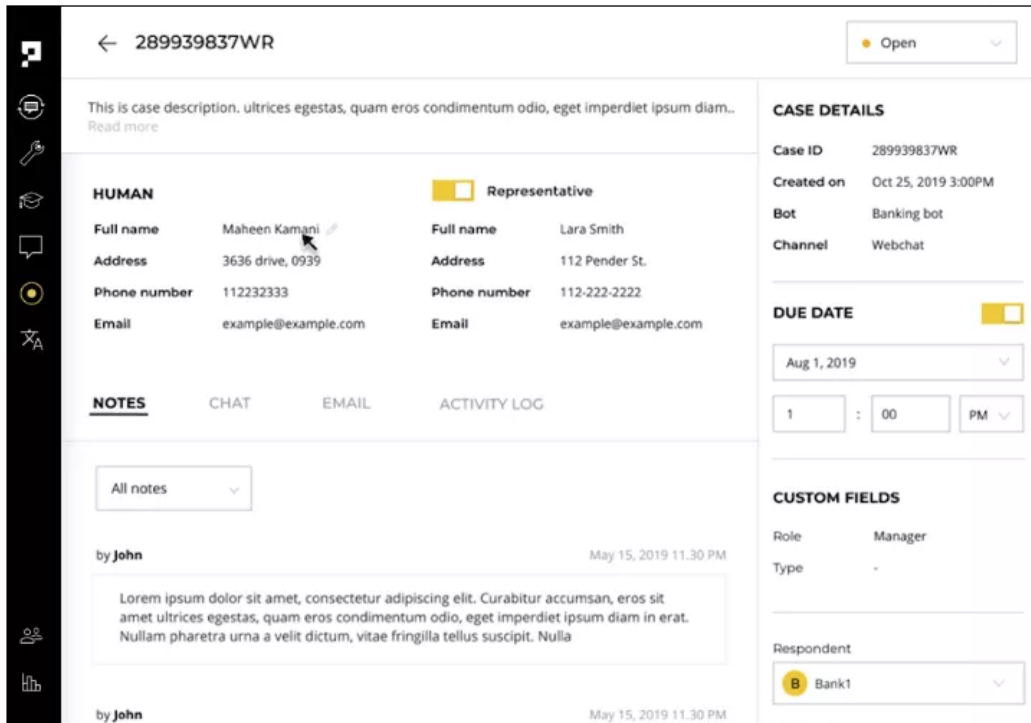 289939837WR
Open
This is case description. ultrices egestas, quam eros condimentum odio, eget imperdiet ipsum diam..
Read more
HUMAN
Full name Maheen Kamani
Address 3636 drive, 0939
Phone number 112232333
Email example@example.com
Representative
Full name Lara Smith
Address 112 Pender St.
Phone number 112-222-2222
Email example@example.com
NOTES CHAT EMAIL ACTIVITY LOG
All notes
by John May 15, 2019 11.30 PM
Lorem ipsum dolor sit amet, consectetur adipiscing elit. Curabitur accumsan, eros sit
amet ultrices egestas, quam eros condimentum odio, eget imperdiet ipsum diam in erat.
Nullam pharetra urna a velit dictum, vitae fringilla tellus suscipit. Nulla
by John May 15, 2019 11.30 PM
CASE DETAILS
Case ID 289939837WR
Created on Oct 25, 2019 3:00PM
Bot Banking bot
Channel Webchat
DUE DATE
Aug 1, 2019
1 : 00 PM
CUSTOM FIELDS
Role Manager
Type -
Respondent
B Bank1